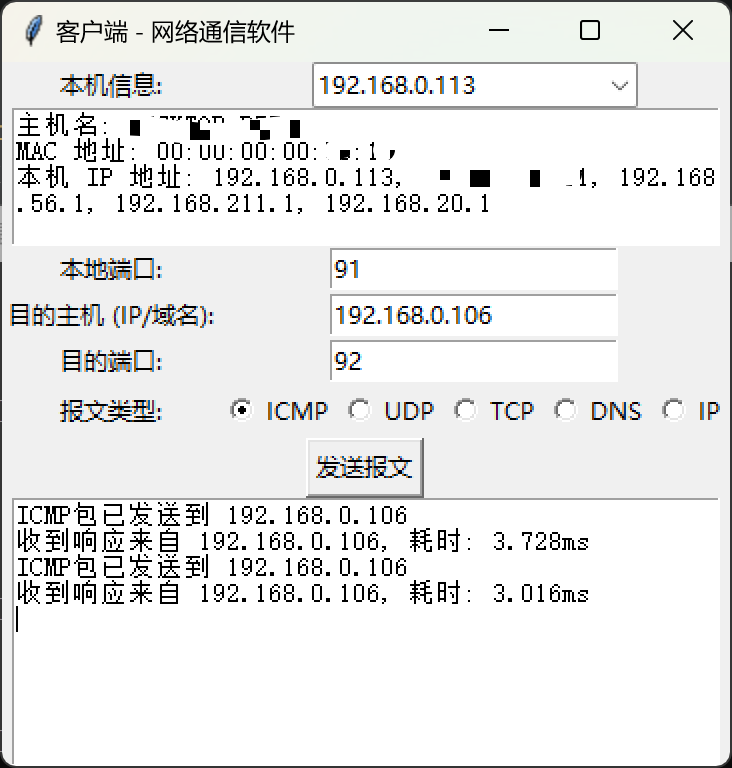 客户端 - 网络通信软件
本机信息: 192.168.0.113
主机名:
MAC 地址: 00:00:00:00:
本机 IP 地址: 192.168.0.113, 1, 192.168
.56.1, 192.168.211.1, 192.168.20.1
本地端口: 91
目的主机 (IP/域名): 192.168.0.106
目的端口: 92
报文类型: ICMP UDP TCP DNS IP
发送报文
ICMP包已发送到 192.168.0.106
收到响应来自 192.168.0.106, 耗时: 3.728ms
ICMP包已发送到 192.168.0.106
收到响应来自 192.168.0.106, 耗时: 3.016ms